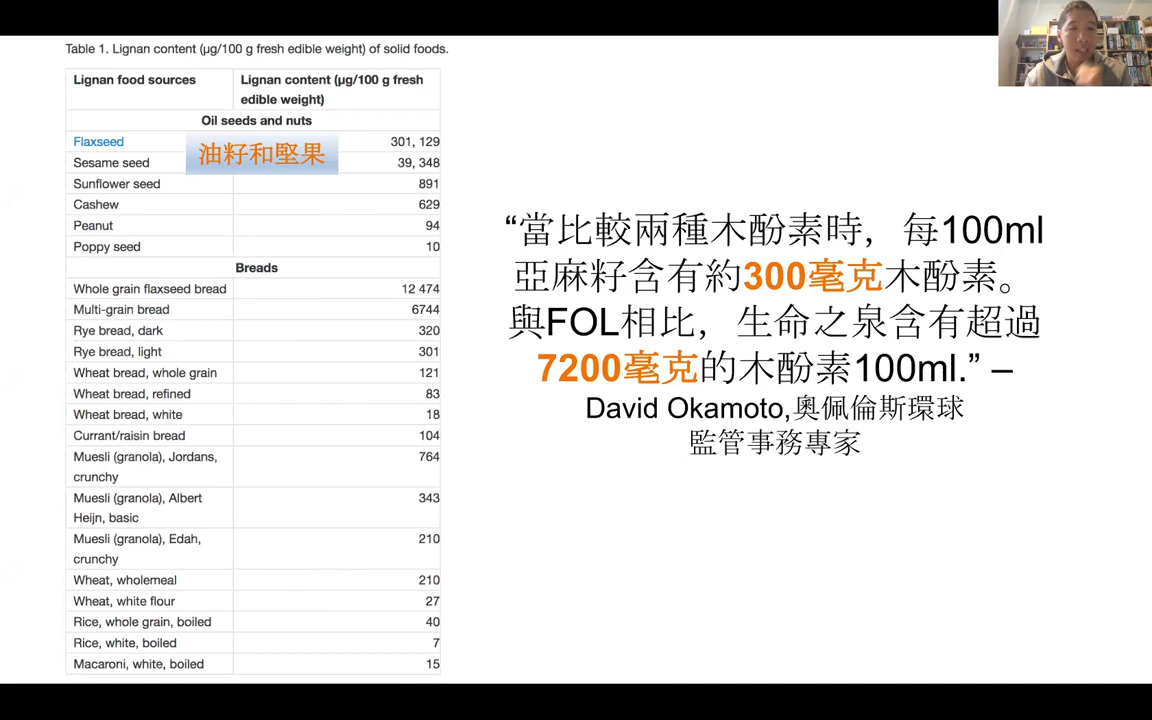 Table 1. Lignan content (μg/100 g fresh edible weight) of solid foods.
Lignan food sources Lignan content (μg/100 g fresh edible weight)
Oil seeds and nuts
油籽和堅果
Flaxseed 301, 129
Sesame seed 39, 348
Sunflower seed 891
Cashew 629
Peanut 94
Poppy seed 10
Breads
Whole grain flaxseed bread 12 474
Multi-grain bread 6744
Rye bread, dark 320
Rye bread, light 301
Wheat bread, whole grain 121
Wheat bread, refined 83
Wheat bread, white 18
Currant/raisin bread 104
Muesli (granola), Jordans, crunchy 764
Muesli (granola), Albert Heijn, basic 343
Muesli (granola), Edah, crunchy 210
Wheat, wholemeal 210
Wheat, white flour 27
Rice, whole grain, boiled 40
Rice, white, boiled 7
Macaroni, white, boiled 15
“當比較兩種木酚素時，每100ml
亞麻籽含有約300毫克木酚素。
與FOL相比，生命之泉含有超過
7200毫克的木酚素100ml.” –
David Okamoto,奧佩倫斯環球
監管事務專家